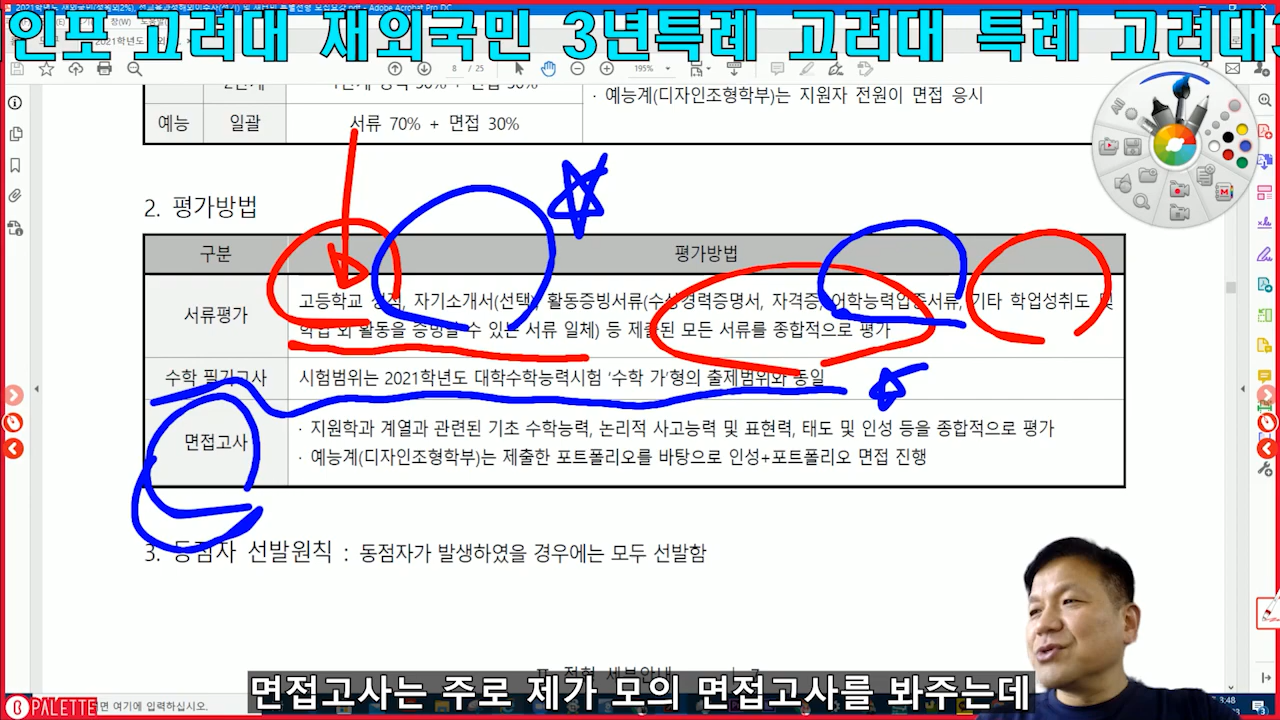 인포 고려대 재외국민 3년특례 고려대 특례 고려대
8 / 25
195%
· 예능계(디자인조형학부)는 지원자 전원이 면접 응시
예능 일괄 서류 70% + 면접 30%
2. 평가방법
구분 평가방법
서류평가
고등학교 성적, 자기소개서(선택), 활동증빙서류(수상경력증명서, 자격증, 어학능력입증서류, 기타 학업성취도 및
학업 외 활동을 증명할 수 있는 서류 일체) 등 제출된 모든 서류를 종합적으로 평가
수학 필기고사 시험범위는 2021학년도 대학수학능력시험 ‘수학 가’형의 출제범위와 동일
면접고사
· 지원학과 계열과 관련된 기초 수학능력, 논리적 사고능력 및 표현력, 태도 및 인성 등을 종합적으로 평가
· 예능계(디자인조형학부)는 제출한 포트폴리오를 바탕으로 인성+포트폴리오 면접 진행
3. 동점자 선발원칙 : 동점자가 발생하였을 경우에는 모두 선발함
면접고사는 주로 제가 모의 면접고사를 봐주는데
PALETTE
면 여기에 입력하십시오.